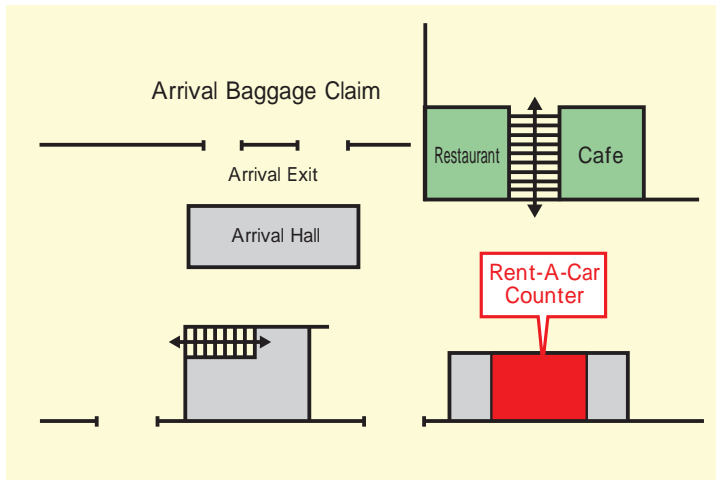 Arrival Baggage Claim
Restaurant
Cafe
Arrival Exit
Arrival Hall
Rent-A-Car
Counter